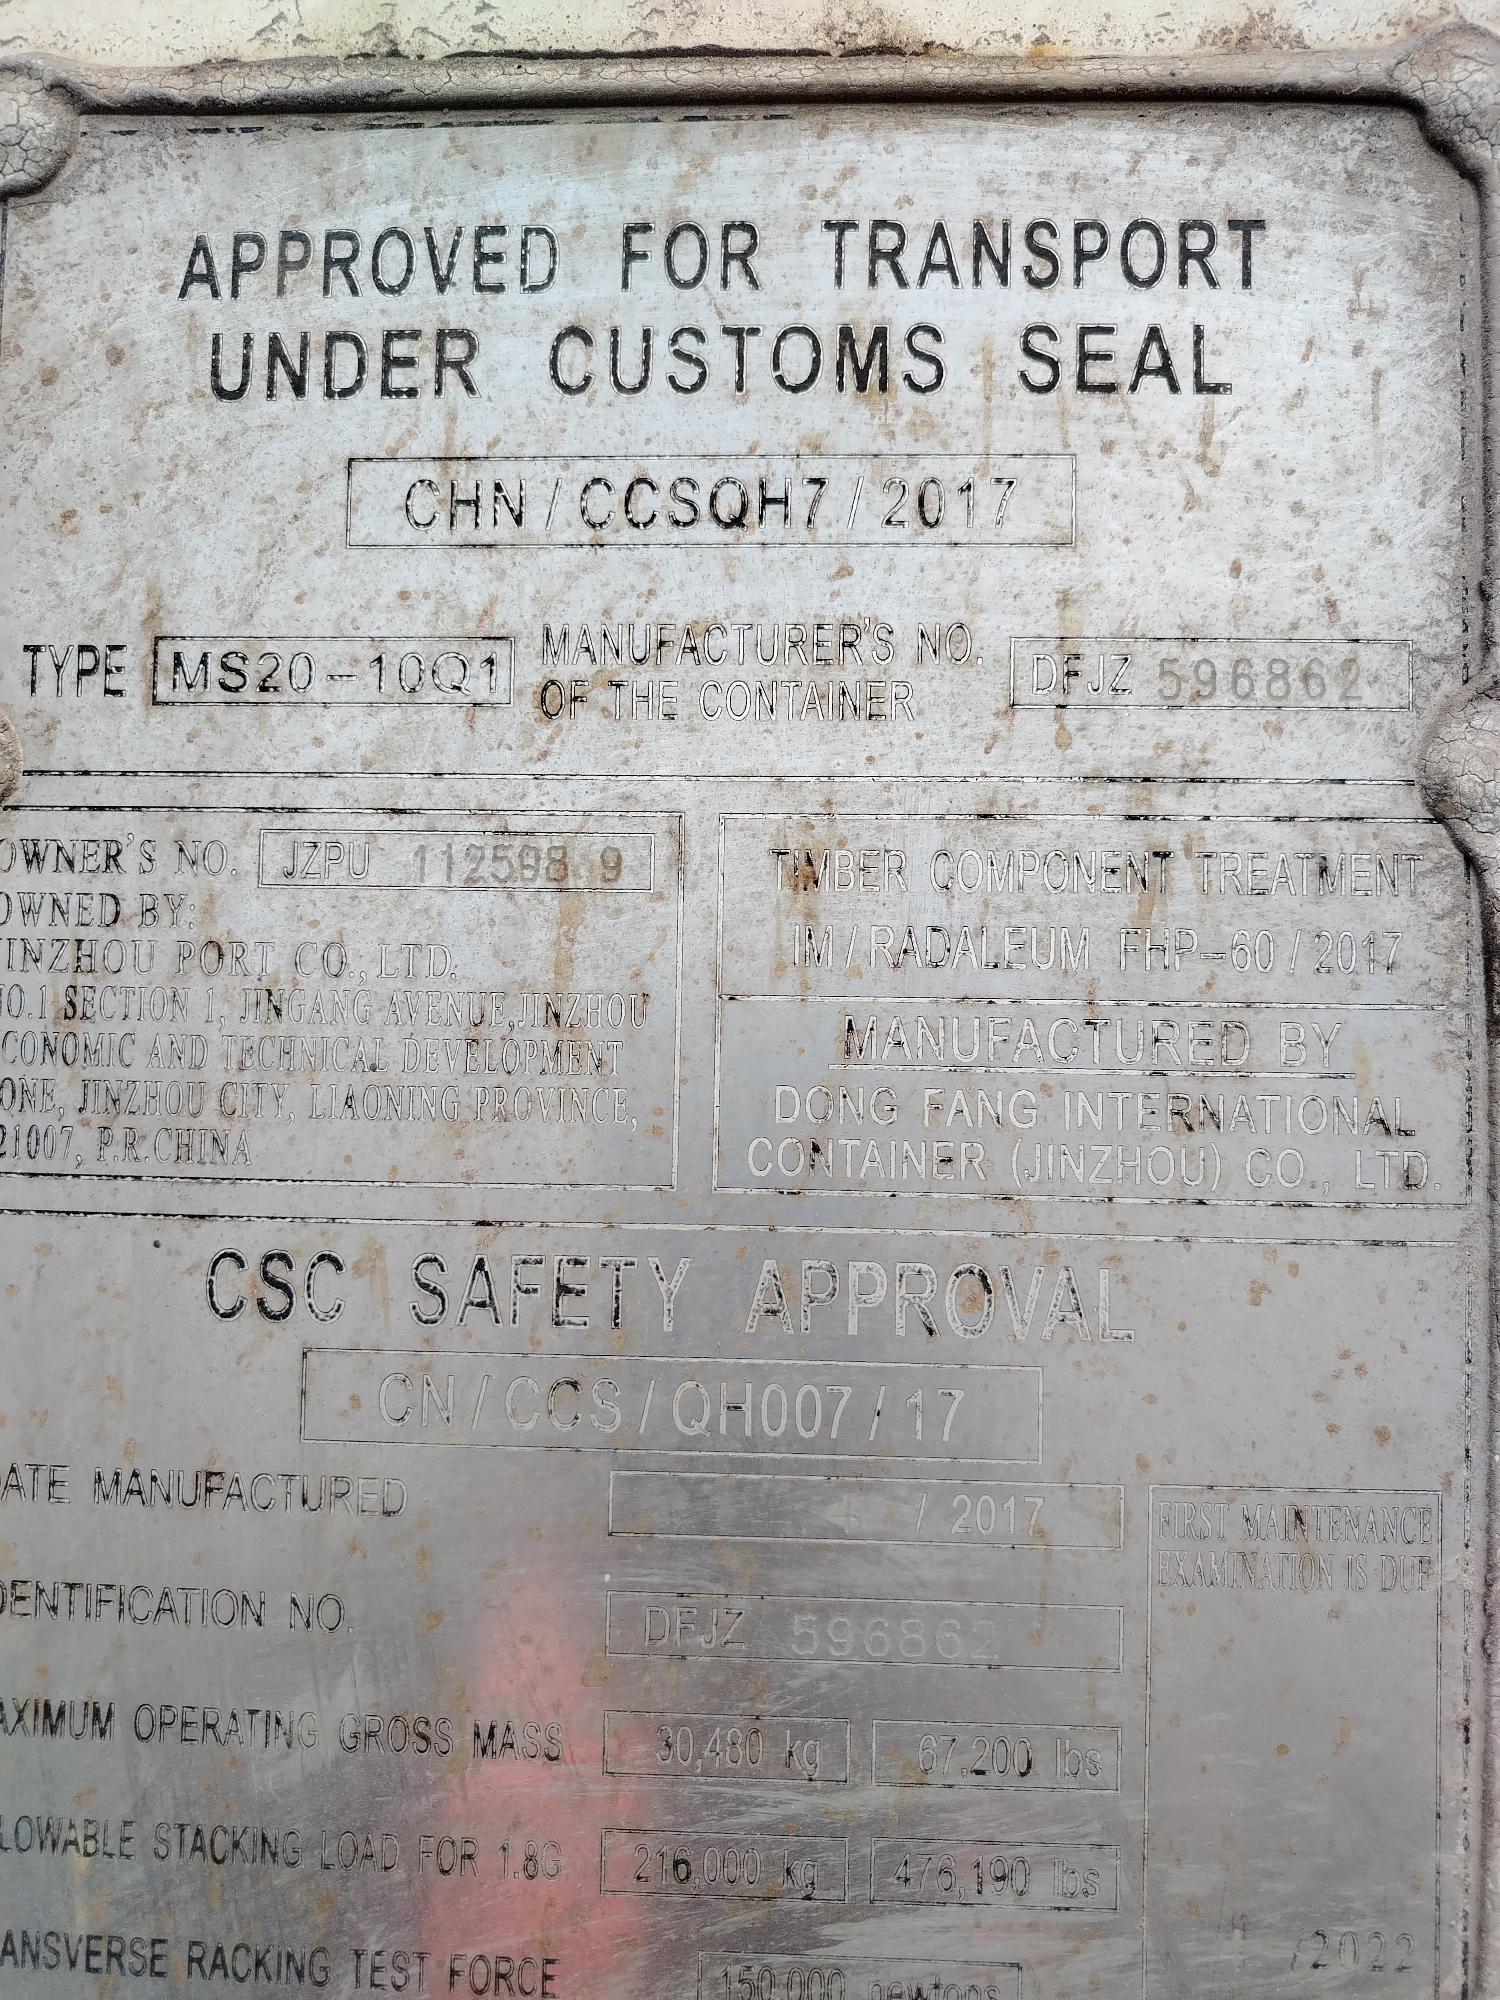 APPROVED FOR TRANSPORT
UNDER CUSTOMS SEAL
CHN / CCSQH7 / 2017
TYPE MS20-10Q1 MANUFACTURER'S NO. OF THE CONTAINER DFJZ 596862
OWNER'S NO. JZPU 112598 9
OWNED BY:
JINZHOU PORT CO., LTD.
NO.1 SECTION 1, JINGANG AVENUE, JINZHOU
CONOMIC AND TECHNICAL DEVELOPMENT
ONE, JINZHOU CITY, LIAONING PROVINCE,
21007, P.R.CHINA
TIMBER COMPONENT TREATMENT
IM / RADALEUM FHP-60 / 2017
MANUFACTURED BY
DONG FANG INTERNATIONAL
CONTAINER (JINZHOU) CO., LTD.
CSC SAFETY APPROVAL
CN / CCS / QH007 / 17
ATE MANUFACTURED 4 / 2017
DENTIFICATION NO. DFJZ 596862
AXIMUM OPERATING GROSS MASS 30,480 kg 67,200 lbs
LOWABLE STACKING LOAD FOR 1.8G 216,000 kg 476,190 lbs
ANSVERSE RACKING TEST FORCE 150,000 newtons
FIRST MAINTENANCE
EXAMINATION IS DUE
/2022